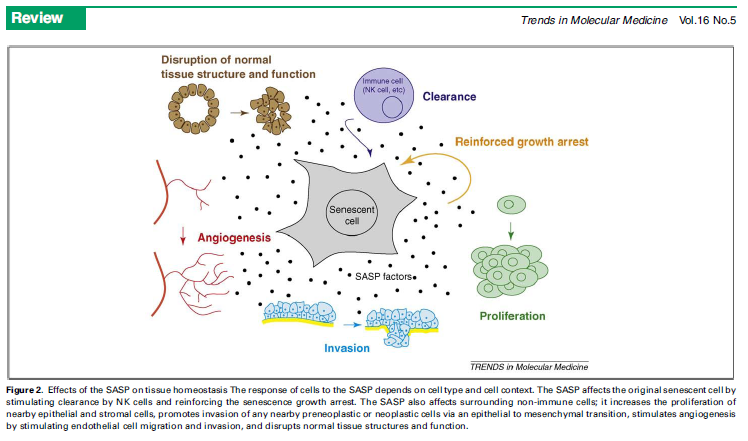 Review
Trends in Molecular Medicine Vol.16 No.5
Disruption of normal
tissue structure and function
Immune cell
(NK cell, etc)
Clearance
Reinforced growth arrest
Senescent
cell
Angiogenesis
SASP factors
Proliferation
Invasion
TRENDS in Molecular Medicine
Figure 2. Effects of the SASP on tissue homeostasis The response of cells to the SASP depends on cell type and cell context. The SASP affects the original senescent cell by
stimulating clearance by NK cells and reinforcing the senescence growth arrest. The SASP also affects surrounding non-immune cells; it increases the proliferation of
nearby epithelial and stromal cells, promotes invasion of any nearby preneoplastic or neoplastic cells via an epithelial to mesenchymal transition, stimulates angiogenesis
by stimulating endothelial cell migration and invasion, and disrupts normal tissue structures and function.